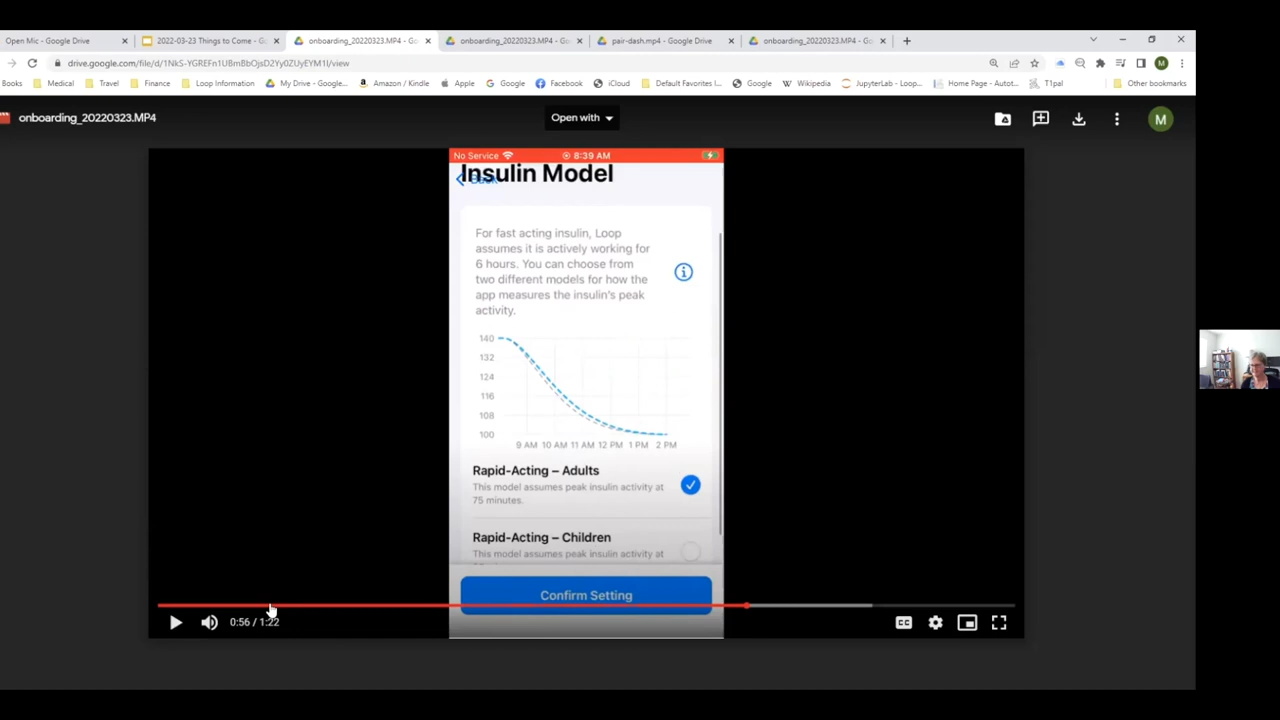 Open Mic - Google Drive
2022-03-23 Things to Come - Go
onboarding_20220323.MP4 - Goo
onboarding_20220323.MP4 - Goo
pair-dash.mp4 - Google Drive
onboarding_20220323.MP4 - Goo
Books
Medical
Travel
Finance
Loop Information
My Drive - Google...
Amazon / Kindle
Apple
Google
Facebook
iCloud
Default Favorites I...
Google
Wikipedia
JupyterLab - Loop...
Home Page - Autot...
T1pal
Other bookmarks
onboarding_20220323.MP4
Open with
M
M
No Service
8:39 AM
Insulin Model
For fast acting insulin, Loop
assumes it is actively working for
6 hours. You can choose from
two different models for how the
app measures the insulin's peak
activity.
140
132
124
116
108
100
9 AM 10 AM 11 AM 12 PM 1 PM 2 PM
Rapid-Acting – Adults
This model assumes peak insulin activity at
75 minutes.
Rapid-Acting – Children
This model assumes peak insulin activity at
Confirm Setting
0:56 / 1:22
CC